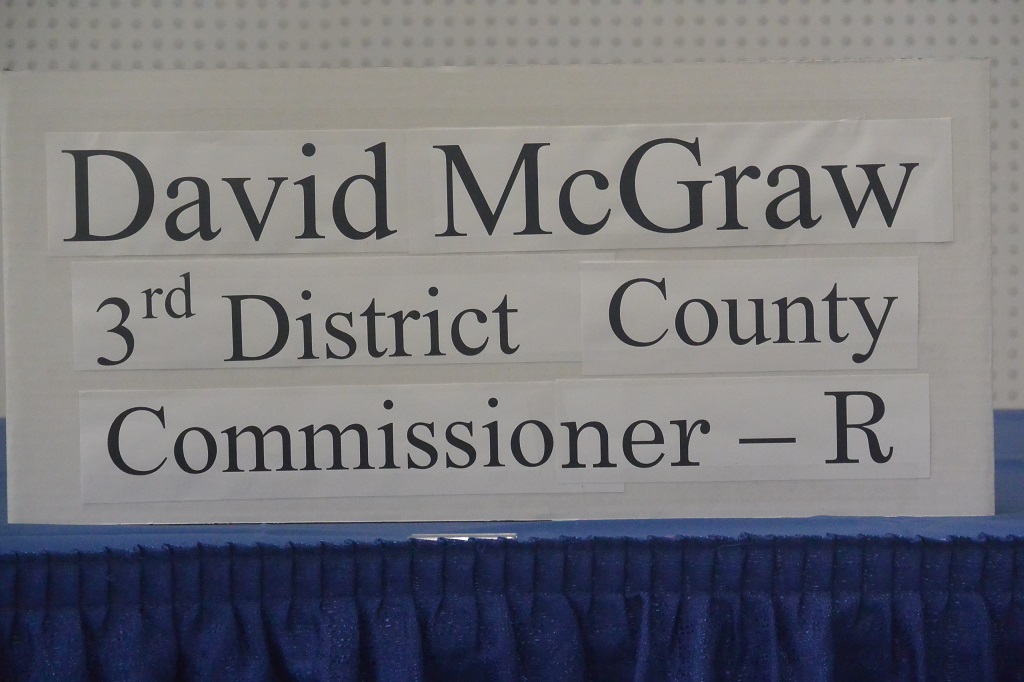 David McGraw
3rd District County
Commissioner – R